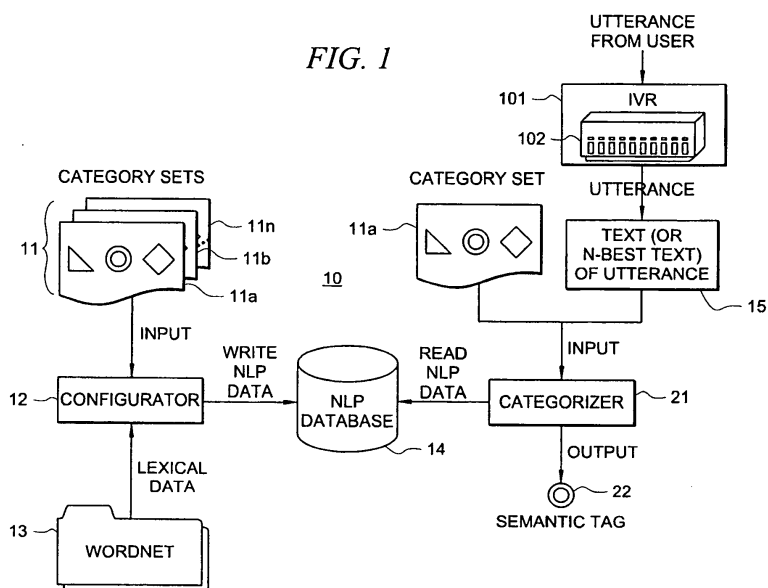 FIG. 1
UTTERANCE
FROM USER
101
IVR
102
UTTERANCE
CATEGORY SETS
11
11n
11b
11a
CATEGORY SET
11a
TEXT (OR
N-BEST TEXT)
OF UTTERANCE
15
10
INPUT
INPUT
WRITE
NLP
DATA
READ
NLP
DATA
12
CONFIGURATOR
NLP
DATABASE
14
CATEGORIZER
21
LEXICAL
DATA
OUTPUT
22
SEMANTIC TAG
13
WORDNET